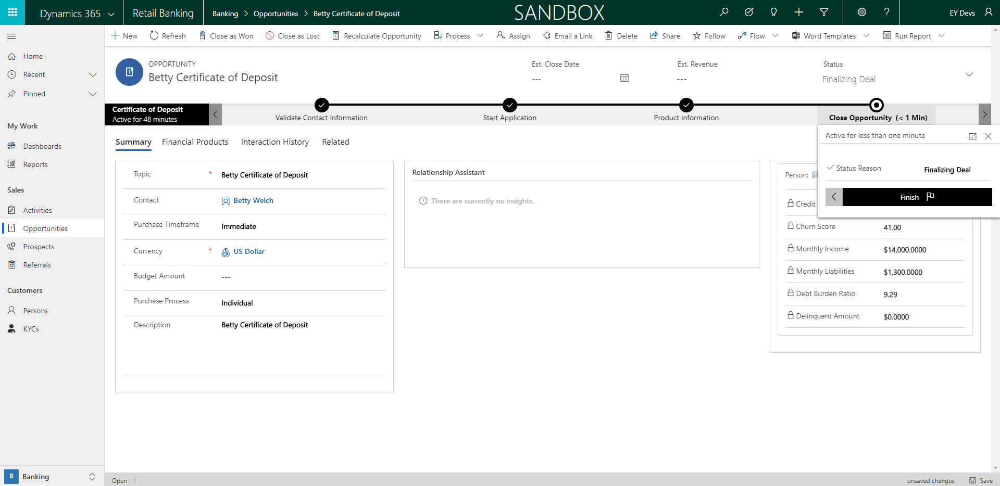 Dynamics 365
Retail Banking
Banking > Opportunities > Betty Certificate of Deposit
SANDBOX
EY Devs
New
Refresh
Close as Won
Close as Lost
Recalculate Opportunity
Process
Assign
Email a Link
Delete
Share
Follow
Flow
Word Templates
Run Report
Home
Recent
Pinned
My Work
Dashboards
Reports
Sales
Activities
Opportunities
Prospects
Referrals
Customers
Persons
KYCs
B Banking
OPPORTUNITY
Betty Certificate of Deposit
Est. Close Date
---
Est. Revenue
---
Status
Finalizing Deal
Certificate of Deposit
Active for 48 minutes
Validate Contact Information
Start Application
Product Information
Close Opportunity (< 1 Min)
Active for less than one minute
Status Reason Finalizing Deal
Finish
Summary
Financial Products
Interaction History
Related
Topic * Betty Certificate of Deposit
Contact Betty Welch
Purchase Timeframe Immediate
Currency * US Dollar
Budget Amount ---
Purchase Process Individual
Description Betty Certificate of Deposit
Relationship Assistant
There are currently no insights.
Person:
Credit
Churn Score 41.00
Monthly Income $14,000.0000
Monthly Liabilities $1,300.0000
Debt Burden Ratio 9.29
Delinquent Amount $0.0000
Open
unsaved changes
Save